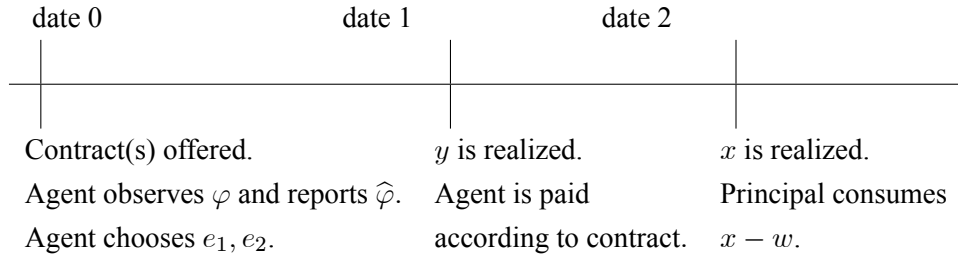 date 0 date 1 date 2
Contract(s) offered. y is realized. x is realized.
Agent observes φ and reports φ̂. Agent is paid Principal consumes
Agent chooses e₁, e₂. according to contract. x − w.